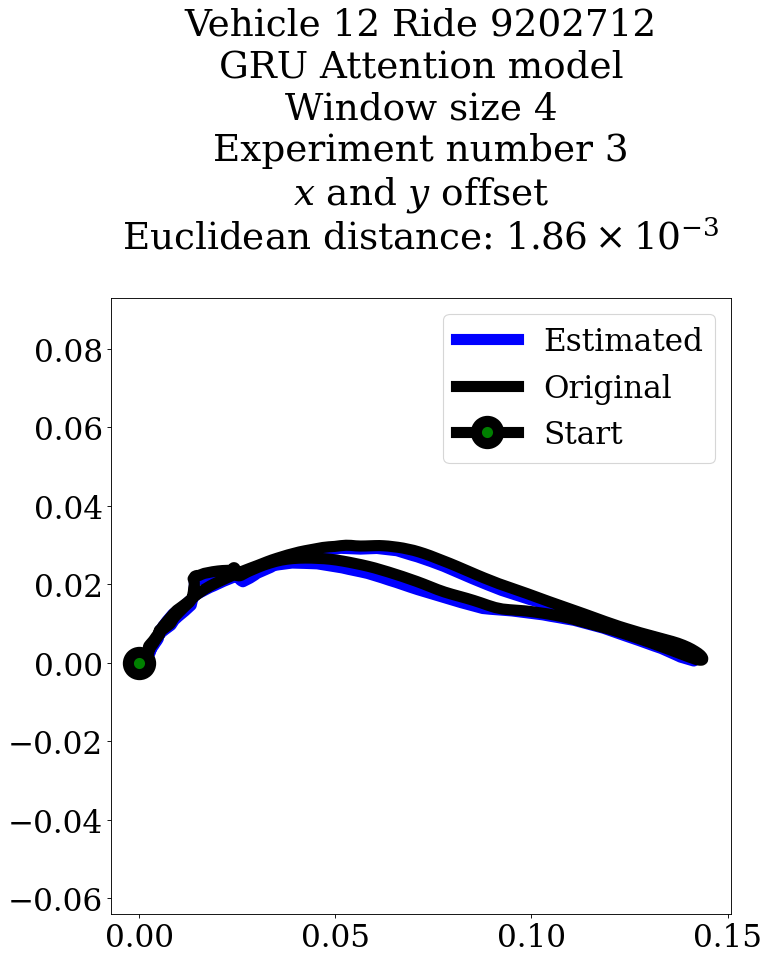 Vehicle 12 Ride 9202712
GRU Attention model
Window size 4
Experiment number 3
x and y offset
Euclidean distance: 1.86 × 10⁻³
Estimated
Original
Start
0.08
0.06
0.04
0.02
0.00
−0.02
−0.04
−0.06
0.00 0.05 0.10 0.15